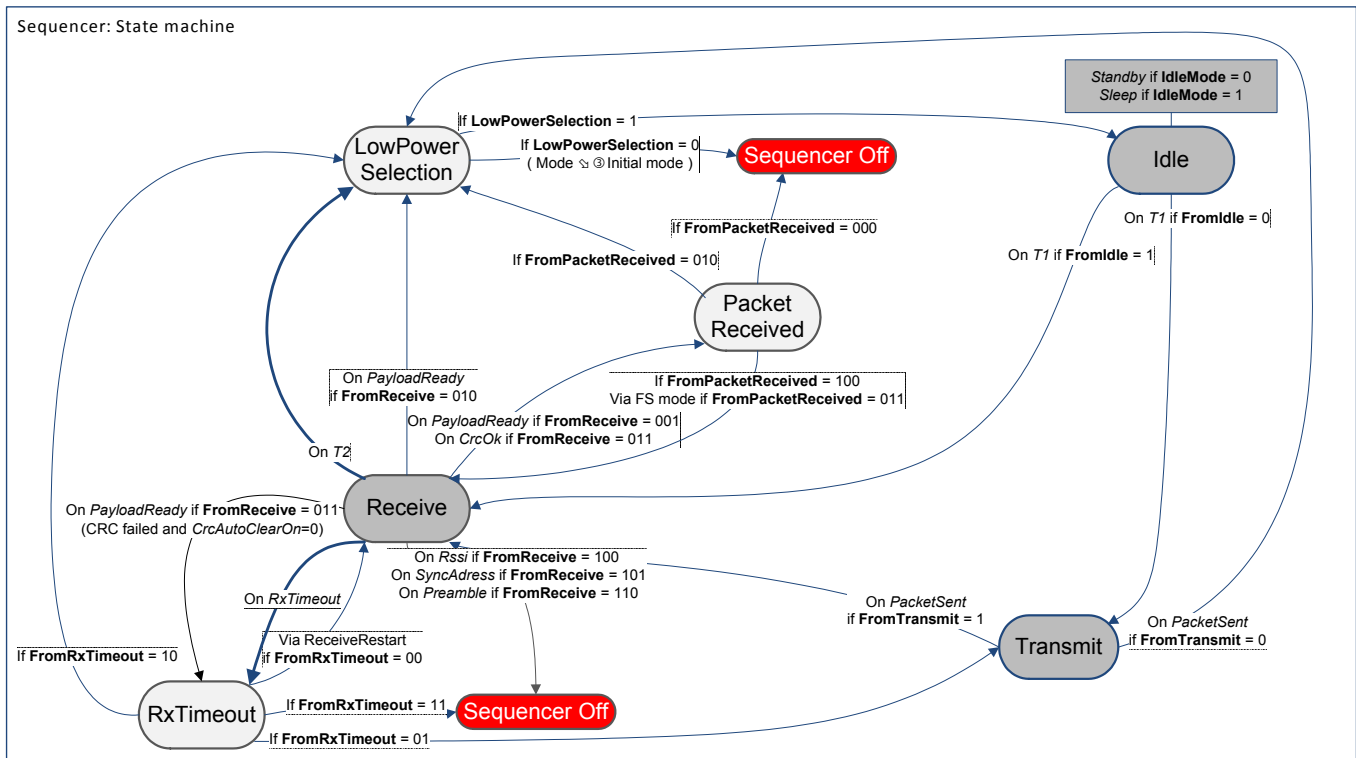 Sequencer: State machine
Standby if IdleMode = 0
Sleep if IdleMode = 1
If LowPowerSelection = 1
LowPower
Selection
If LowPowerSelection = 0
( Mode ⇘ ③ Initial mode )
Sequencer Off
Idle
On T1 if FromIdle = 0
If FromPacketReceived = 000
On T1 if FromIdle = 1
If FromPacketReceived = 010
Packet
Received
On PayloadReady
if FromReceive = 010
If FromPacketReceived = 100
Via FS mode if FromPacketReceived = 011
On PayloadReady if FromReceive = 001
On CrcOk if FromReceive = 011
On T2
Receive
On PayloadReady if FromReceive = 011
(CRC failed and CrcAutoClearOn=0)
On Rssi if FromReceive = 100
On SyncAdress if FromReceive = 101
On Preamble if FromReceive = 110
On RxTimeout
On PacketSent
if FromTransmit = 1
On PacketSent
if FromTransmit = 0
Transmit
Via ReceiveRestart
if FromRxTimeout = 00
If FromRxTimeout = 10
RxTimeout
If FromRxTimeout = 11
Sequencer Off
If FromRxTimeout = 01